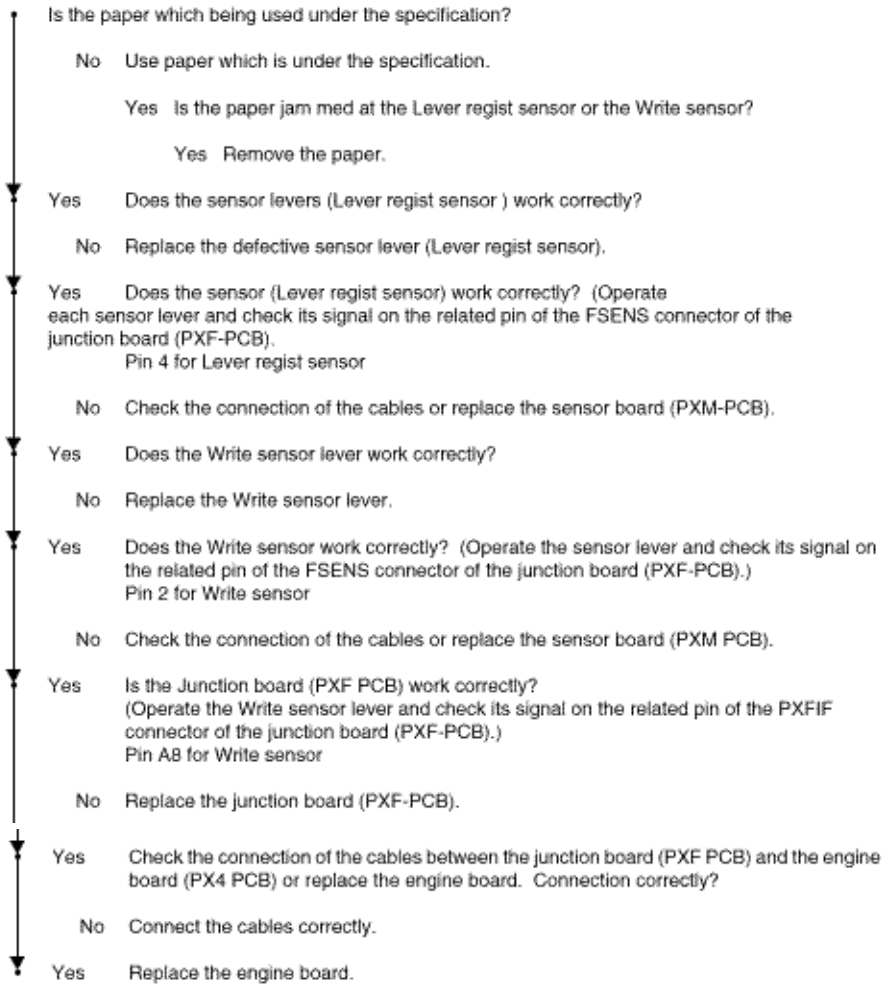 Is the paper which being used under the specification?
No Use paper which is under the specification.
Yes Is the paper jam med at the Lever regist sensor or the Write sensor?
Yes Remove the paper.
Yes Does the sensor levers (Lever regist sensor ) work correctly?
No Replace the defective sensor lever (Lever regist sensor).
Yes Does the sensor (Lever regist sensor) work correctly? (Operate
each sensor lever and check its signal on the related pin of the FSENS connector of the
junction board (PXF-PCB).
Pin 4 for Lever regist sensor
No Check the connection of the cables or replace the sensor board (PXM-PCB).
Yes Does the Write sensor lever work correctly?
No Replace the Write sensor lever.
Yes Does the Write sensor work correctly? (Operate the sensor lever and check its signal on
the related pin of the FSENS connector of the junction board (PXF-PCB).)
Pin 2 for Write sensor
No Check the connection of the cables or replace the sensor board (PXM PCB).
Yes Is the Junction board (PXF PCB) work correctly?
(Operate the Write sensor lever and check its signal on the related pin of the PXFIF
connector of the junction board (PXF-PCB).)
Pin A8 for Write sensor
No Replace the junction board (PXF-PCB).
Yes Check the connection of the cables between the junction board (PXF PCB) and the engine
board (PX4 PCB) or replace the engine board. Connection correctly?
No Connect the cables correctly.
Yes Replace the engine board.